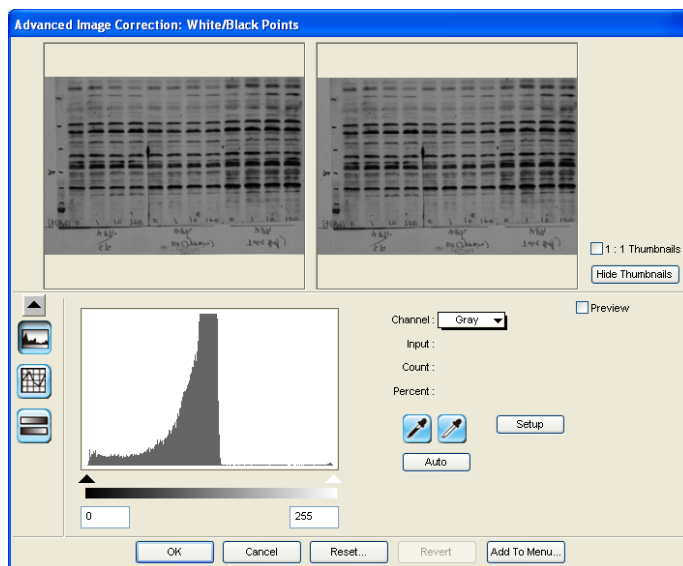 Advanced Image Correction: White/Black Points
1 : 1 Thumbnails
Hide Thumbnails
Preview
Channel : Gray
Input :
Count :
Percent :
Setup
Auto
0 255
OK Cancel Reset... Revert Add To Menu...